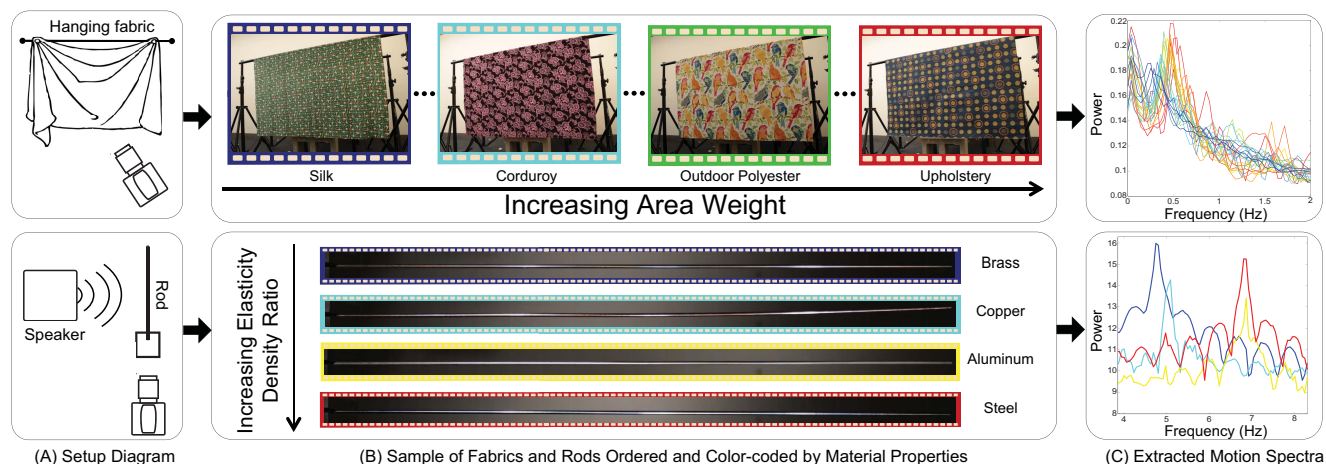 Hanging fabric
Silk
Corduroy
Outdoor Polyester
Upholstery
Increasing Area Weight
0.22
0.20
0.18
0.16
0.14
0.12
0.1
0.08
Power
0 0.5 1 1.5 2
Frequency (Hz)
Speaker
Rod
Increasing Elasticity
Density Ratio
Brass
Copper
Aluminum
Steel
16
15
14
13
12
11
10
9
8
Power
4 5 6 7 8
Frequency (Hz)
(A) Setup Diagram
(B) Sample of Fabrics and Rods Ordered and Color-coded by Material Properties
(C) Extracted Motion Spectra